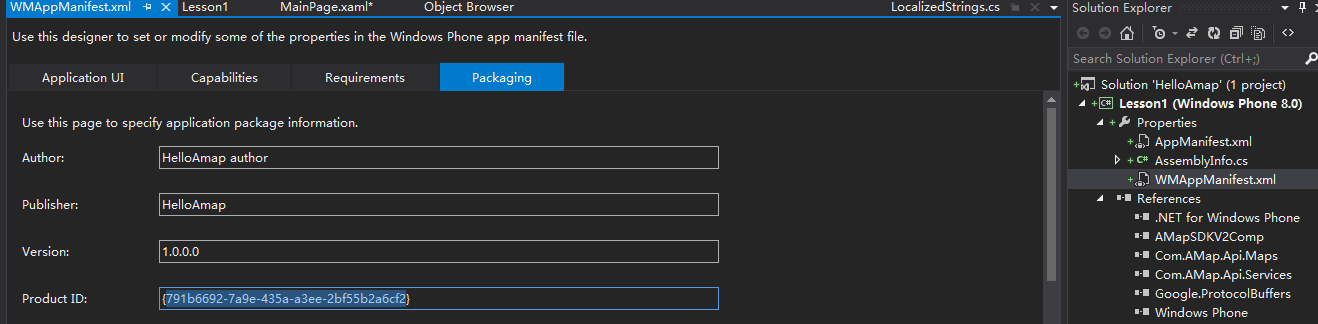 WMAppManifest.xml
Lesson1
MainPage.xaml*
Object Browser
LocalizedStrings.cs
Use this designer to set or modify some of the properties in the Windows Phone app manifest file.
Application UI
Capabilities
Requirements
Packaging
Use this page to specify application package information.
Author:
HelloAmap author
Publisher:
HelloAmap
Version:
1.0.0.0
Product ID:
{791b6692-7a9e-435a-a3ee-2bf55b2a6cf2}
Solution Explorer
Search Solution Explorer (Ctrl+;)
Solution 'HelloAmap' (1 project)
Lesson1 (Windows Phone 8.0)
Properties
AppManifest.xml
C# AssemblyInfo.cs
WMAppManifest.xml
References
.NET for Windows Phone
AMapSDKV2Comp
Com.AMap.Api.Maps
Com.AMap.Api.Services
Google.ProtocolBuffers
Windows Phone